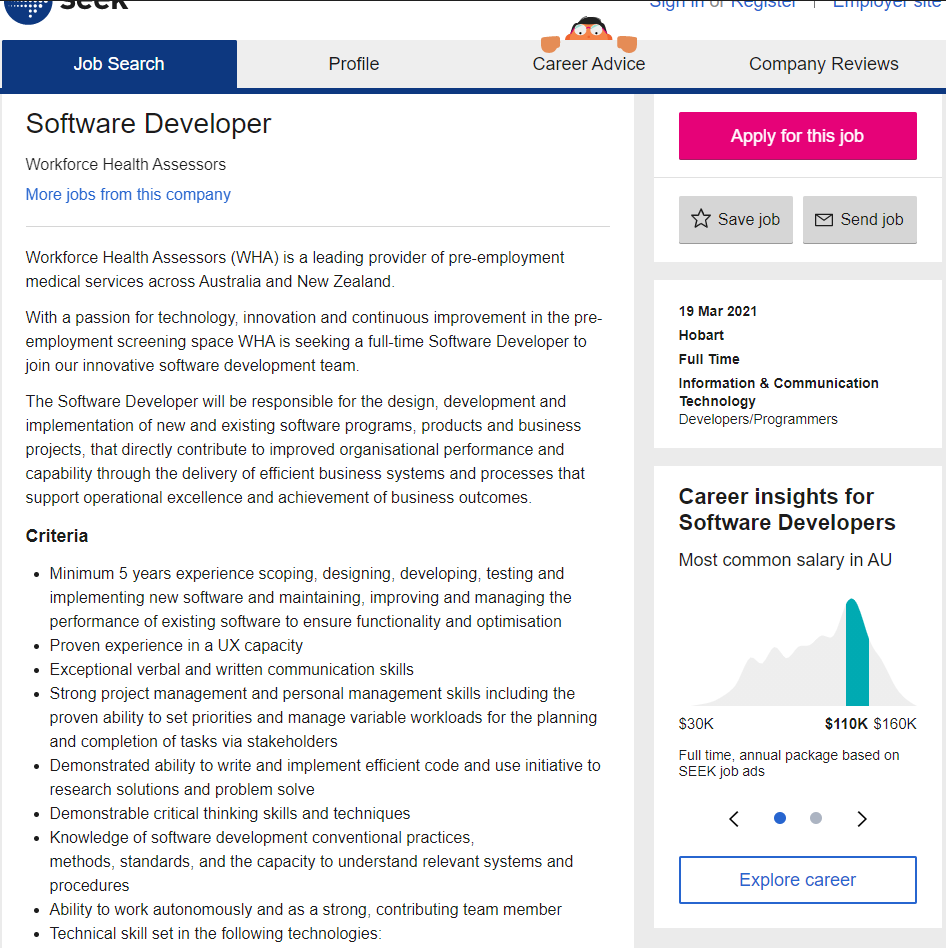 seek
Sign in or Register | Employer site
Job Search
Profile
Career Advice
Company Reviews
Software Developer
Workforce Health Assessors
More jobs from this company
Workforce Health Assessors (WHA) is a leading provider of pre-employment
medical services across Australia and New Zealand.
With a passion for technology, innovation and continuous improvement in the pre-
employment screening space WHA is seeking a full-time Software Developer to
join our innovative software development team.
The Software Developer will be responsible for the design, development and
implementation of new and existing software programs, products and business
projects, that directly contribute to improved organisational performance and
capability through the delivery of efficient business systems and processes that
support operational excellence and achievement of business outcomes.
Criteria
• Minimum 5 years experience scoping, designing, developing, testing and
implementing new software and maintaining, improving and managing the
performance of existing software to ensure functionality and optimisation
• Proven experience in a UX capacity
• Exceptional verbal and written communication skills
• Strong project management and personal management skills including the
proven ability to set priorities and manage variable workloads for the planning
and completion of tasks via stakeholders
• Demonstrated ability to write and implement efficient code and use initiative to
research solutions and problem solve
• Demonstrable critical thinking skills and techniques
• Knowledge of software development conventional practices,
methods, standards, and the capacity to understand relevant systems and
procedures
• Ability to work autonomously and as a strong, contributing team member
• Technical skill set in the following technologies:
Apply for this job
Save job
Send job
19 Mar 2021
Hobart
Full Time
Information & Communication
Technology
Developers/Programmers
Career insights for
Software Developers
Most common salary in AU
$30K $110K $160K
Full time, annual package based on
SEEK job ads
Explore career